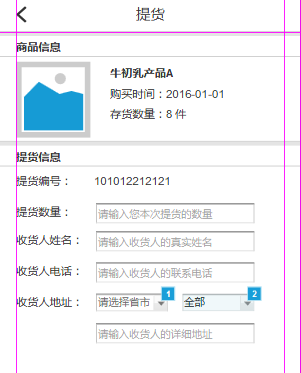 提货
商品信息
牛初乳产品A
购买时间：2016-01-01
存货数量：8 件
提货信息
提货编号： 101012212121
提货数量： 请输入您本次提货的数量
收货人姓名： 请输入收货人的真实姓名
收货人电话： 请输入收货人的联系电话
收货人地址： 请选择省市 1 全部 2
请输入收货人的详细地址